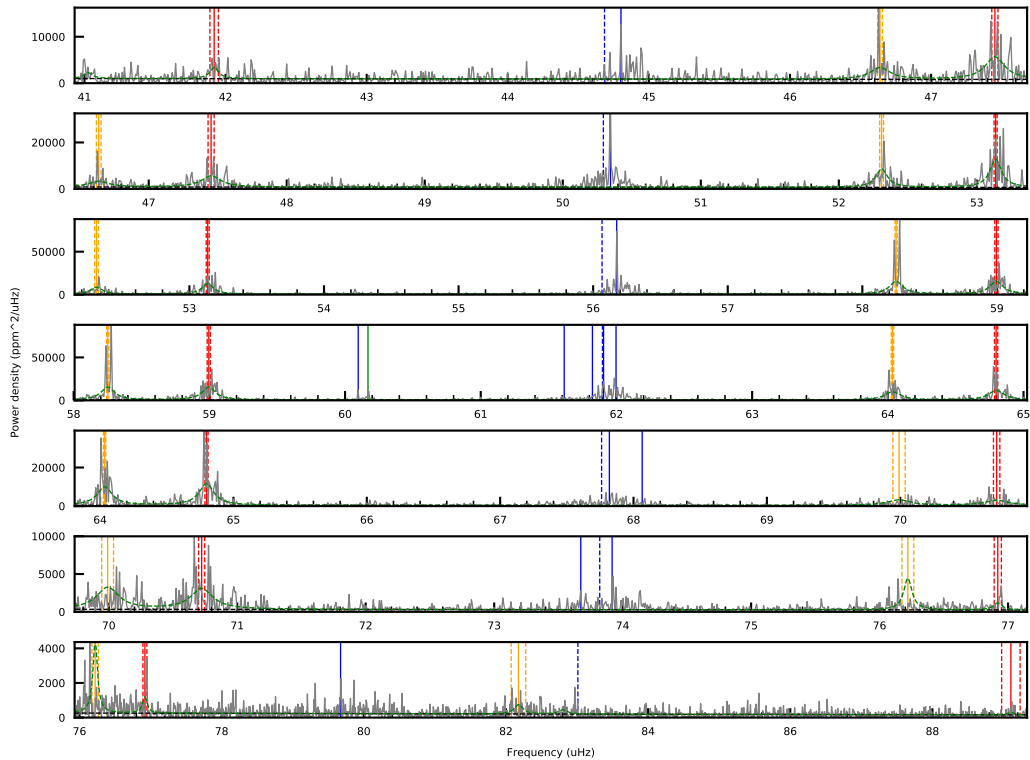 10000
0
41 42 43 44 45 46 47
20000
0
47 48 49 50 51 52 53
50000
0
53 54 55 56 57 58 59
50000
0
58 59 60 61 62 63 64 65
20000
0
64 65 66 67 68 69 70
10000
5000
0
70 71 72 73 74 75 76 77
4000
2000
0
76 78 80 82 84 86 88
Power density (ppm^2/uHz)
Frequency (uHz)